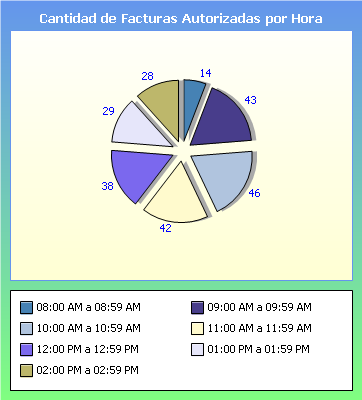 Cantidad de Facturas Autorizadas por Hora
28
14
29
43
38
46
42
08:00 AM a 08:59 AM
09:00 AM a 09:59 AM
10:00 AM a 10:59 AM
11:00 AM a 11:59 AM
12:00 PM a 12:59 PM
01:00 PM a 01:59 PM
02:00 PM a 02:59 PM